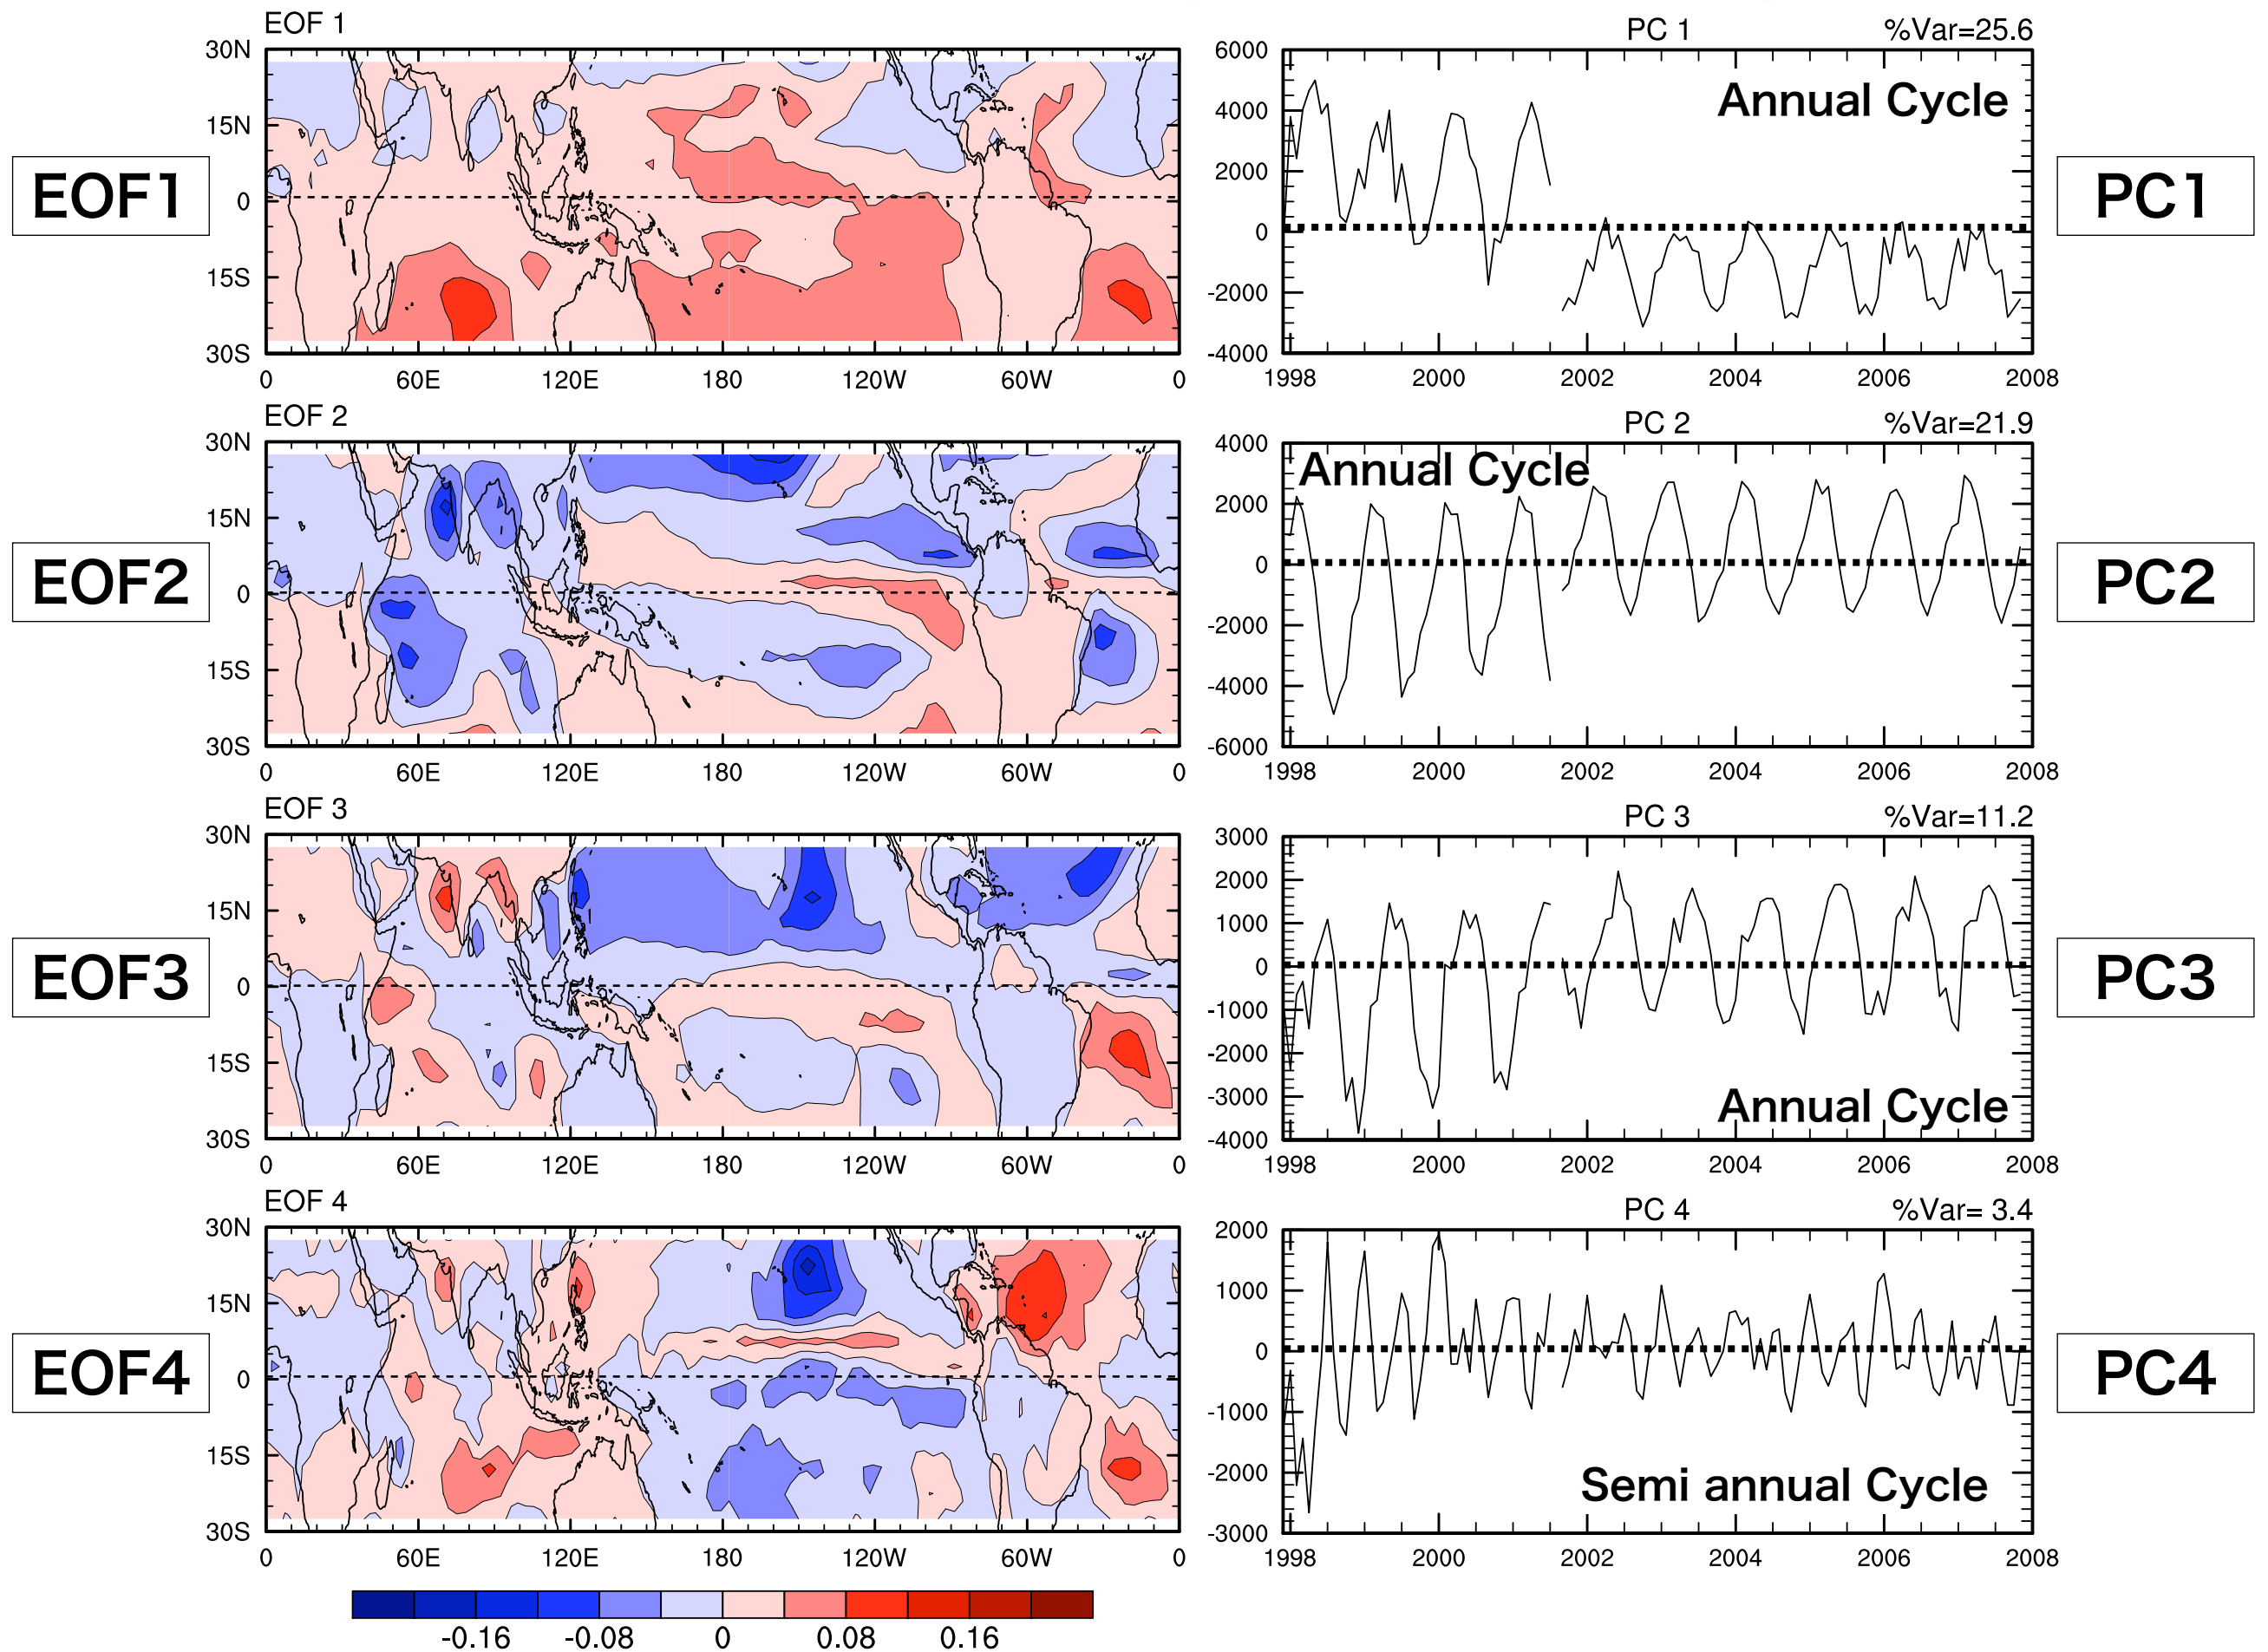 EOF 1
PC 1 %Var=25.6
30N
15N
0
15S
30S
0 60E 120E 180 120W 60W 0
EOF1
6000
4000
2000
0
-2000
-4000
1998 2000 2002 2004 2006 2008
Annual Cycle
PC1
EOF 2
PC 2 %Var=21.9
30N
15N
0
15S
30S
0 60E 120E 180 120W 60W 0
EOF2
4000
2000
0
-2000
-4000
-6000
1998 2000 2002 2004 2006 2008
Annual Cycle
PC2
EOF 3
PC 3 %Var=11.2
30N
15N
0
15S
30S
0 60E 120E 180 120W 60W 0
EOF3
3000
2000
1000
0
-1000
-2000
-3000
-4000
1998 2000 2002 2004 2006 2008
Annual Cycle
PC3
EOF 4
PC 4 %Var= 3.4
30N
15N
0
15S
30S
0 60E 120E 180 120W 60W 0
EOF4
2000
1000
0
-1000
-2000
-3000
1998 2000 2002 2004 2006 2008
Semi annual Cycle
PC4
-0.16 -0.08 0 0.08 0.16